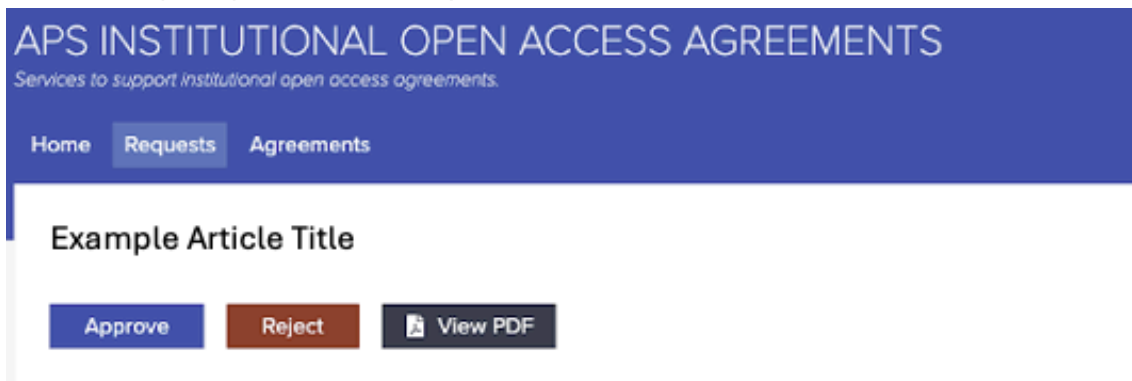 APS INSTITUTIONAL OPEN ACCESS AGREEMENTS
Services to support institutional open access agreements.
Home Requests Agreements
Example Article Title
Approve Reject View PDF